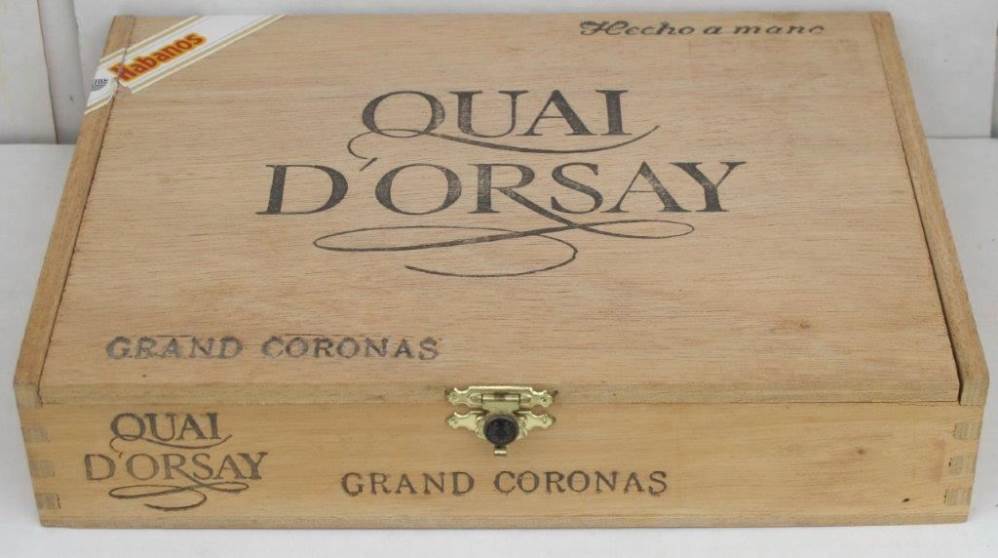 Habanos
Hecho a mano
QUAI
D'ORSAY
GRAND CORONAS
QUAI
D'ORSAY
GRAND CORONAS